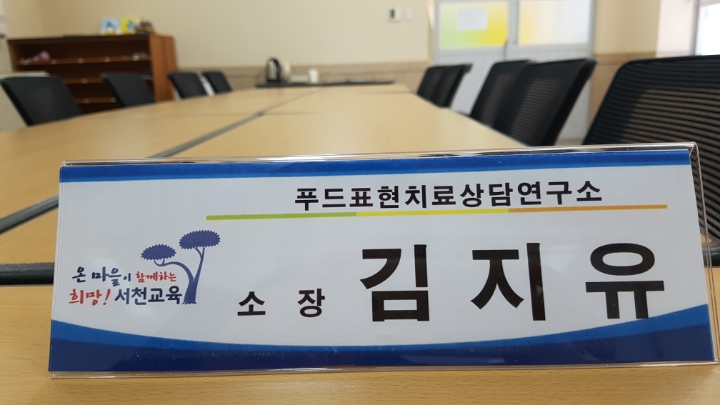 푸드표현치료상담연구소
온 마을이 함께하는
희망! 서천교육
소 장 김 지 유